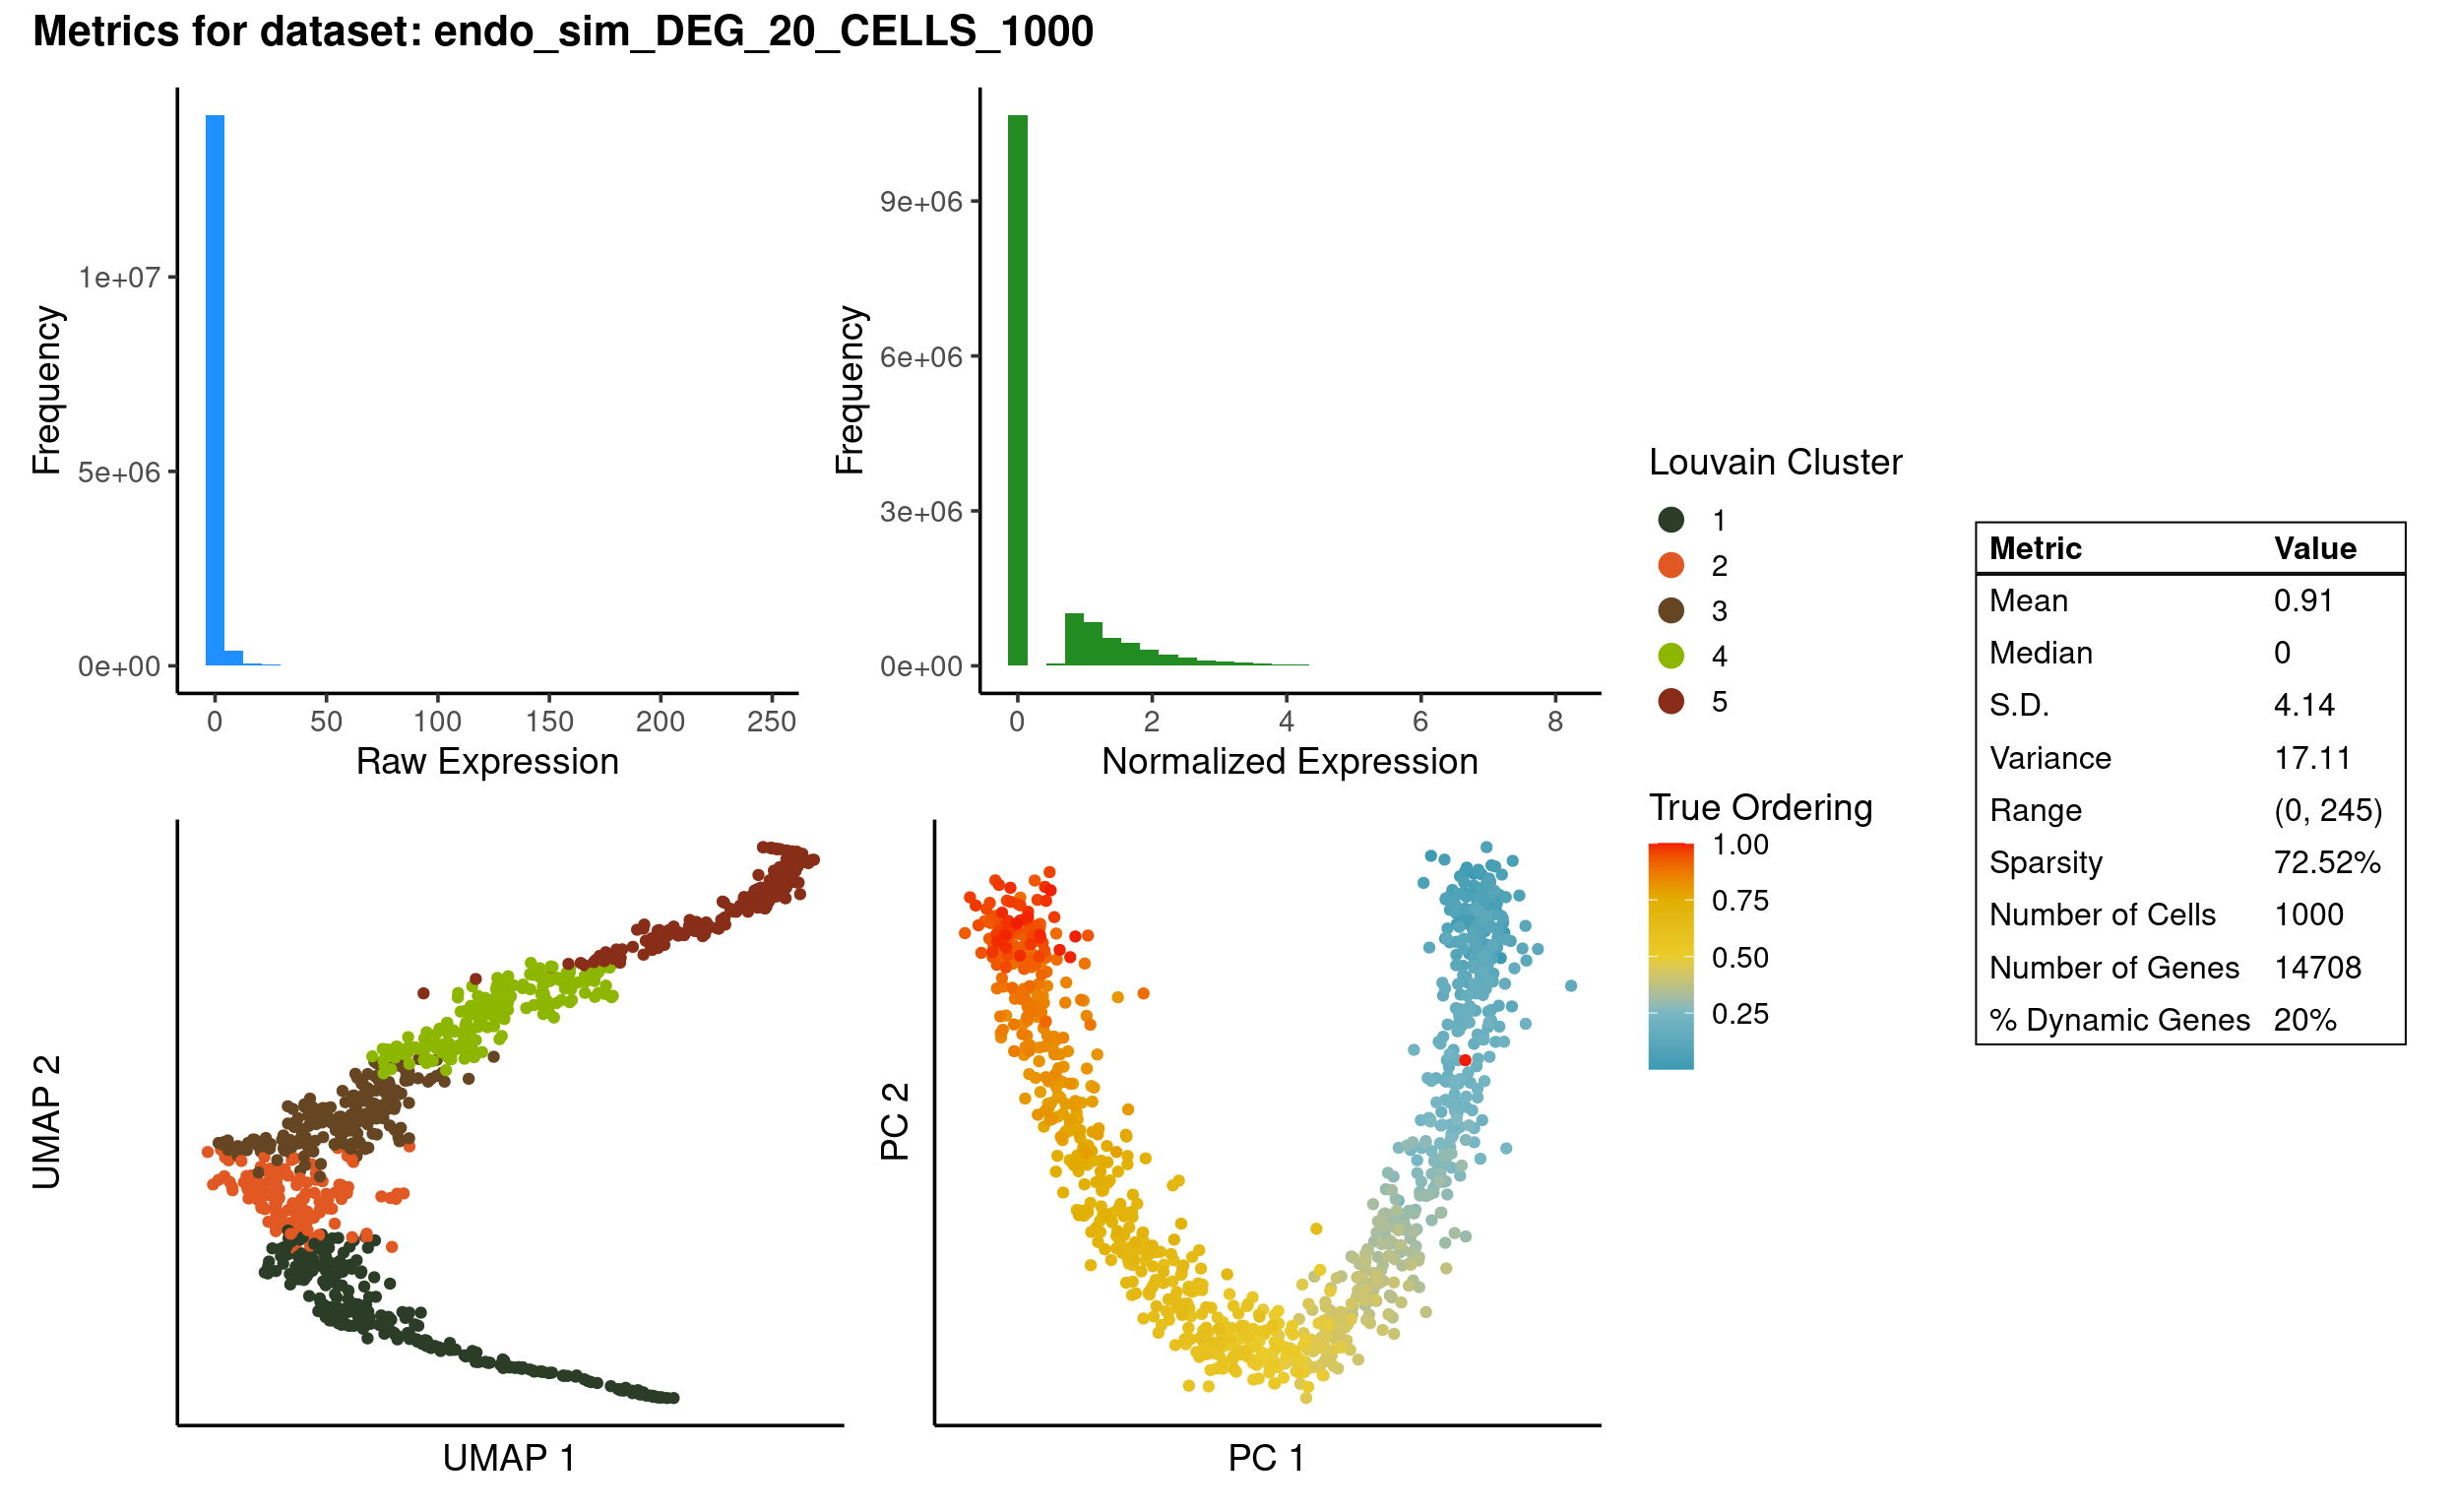 Metrics for dataset: endo_sim_DEG_20_CELLS_1000
Frequency
1e+07
5e+06
0e+00
0
50
100
150
200
250
Raw Expression
Frequency
9e+06
6e+06
3e+06
0e+00
0
2
4
6
8
Normalized Expression
UMAP 2
UMAP 1
PC 2
PC 1
Louvain Cluster
1
2
3
4
5
True Ordering
1.00
0.75
0.50
0.25
Metric Value
Mean 0.91
Median 0
S.D. 4.14
Variance 17.11
Range (0, 245)
Sparsity 72.52%
Number of Cells 1000
Number of Genes 14708
% Dynamic Genes 20%